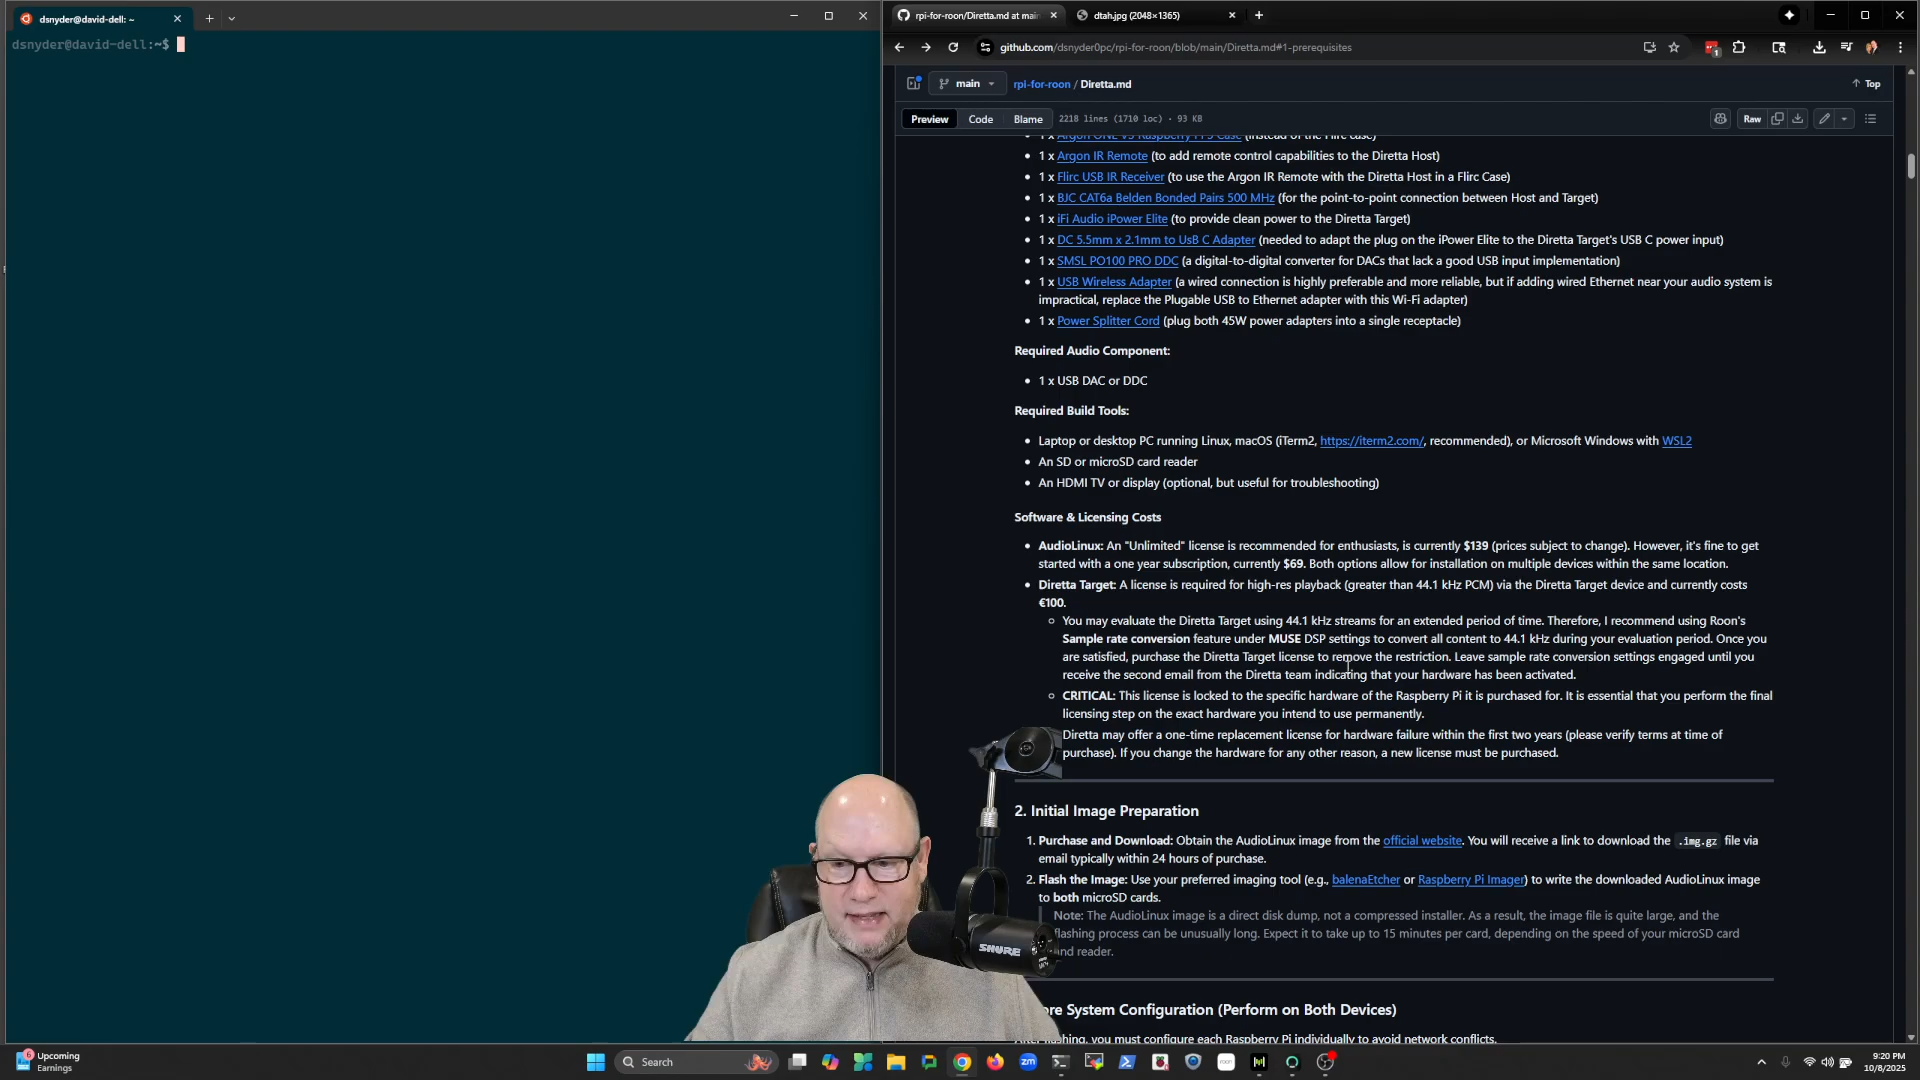 dsnyder@david-dell: ~
rpi-for-roon/Diretta.md at main
dtah.jpg (2048×1365)
dsnyder@david-dell:~$
github.com/dsnyder0pc/rpi-for-roon/blob/main/Diretta.md#1-prerequisites
main
rpi-for-roon / Diretta.md
Top
Preview Code Blame 2218 lines (1710 loc) · 93 KB
Raw
1 x Argon ONE V3 Raspberry Pi 5 Case (instead of the Flirc case)
1 x Argon IR Remote (to add remote control capabilities to the Diretta Host)
1 x Flirc USB IR Receiver (to use the Argon IR Remote with the Diretta Host in a Flirc Case)
1 x BJC CAT6a Belden Bonded Pairs 500 MHz (for the point-to-point connection between Host and Target)
1 x iFi Audio iPower Elite (to provide clean power to the Diretta Target)
1 x DC 5.5mm x 2.1mm to UsB C Adapter (needed to adapt the plug on the iPower Elite to the Diretta Target's USB C power input)
1 x SMSL PO100 PRO DDC (a digital-to-digital converter for DACs that lack a good USB input implementation)
1 x USB Wireless Adapter (a wired connection is highly preferable and more reliable, but if adding wired Ethernet near your audio system is
impractical, replace the Plugable USB to Ethernet adapter with this Wi-Fi adapter)
1 x Power Splitter Cord (plug both 45W power adapters into a single receptacle)
Required Audio Component:
1 x USB DAC or DDC
Required Build Tools:
Laptop or desktop PC running Linux, macOS (iTerm2, https://iterm2.com/, recommended), or Microsoft Windows with WSL2
An SD or microSD card reader
An HDMI TV or display (optional, but useful for troubleshooting)
Software & Licensing Costs
AudioLinux: An "Unlimited" license is recommended for enthusiasts, is currently $139 (prices subject to change). However, it's fine to get
started with a one year subscription, currently $69. Both options allow for installation on multiple devices within the same location.
Diretta Target: A license is required for high-res playback (greater than 44.1 kHz PCM) via the Diretta Target device and currently costs
€100.
You may evaluate the Diretta Target using 44.1 kHz streams for an extended period of time. Therefore, I recommend using Roon's
Sample rate conversion feature under MUSE DSP settings to convert all content to 44.1 kHz during your evaluation period. Once you
are satisfied, purchase the Diretta Target license to remove the restriction. Leave sample rate conversion settings engaged until you
receive the second email from the Diretta team indicating that your hardware has been activated.
CRITICAL: This license is locked to the specific hardware of the Raspberry Pi it is purchased for. It is essential that you perform the final
licensing step on the exact hardware you intend to use permanently.
Diretta may offer a one-time replacement license for hardware failure within the first two years (please verify terms at time of
purchase). If you change the hardware for any other reason, a new license must be purchased.
2. Initial Image Preparation
1. Purchase and Download: Obtain the AudioLinux image from the official website. You will receive a link to download the .img.gz file via
email typically within 24 hours of purchase.
2. Flash the Image: Use your preferred imaging tool (e.g., balenaEtcher or Raspberry Pi Imager) to write the downloaded AudioLinux image
to both microSD cards.
Note: The AudioLinux image is a direct disk dump, not a compressed installer. As a result, the image file is quite large, and the
flashing process can be unusually long. Expect it to take up to 15 minutes per card, depending on the speed of your microSD card
and reader.
ore System Configuration (Perform on Both Devices)
flashing, you must configure each Raspberry Pi individually to avoid network conflicts.
SHURE
Upcoming
Earnings
Search
9:20 PM
10/8/2025